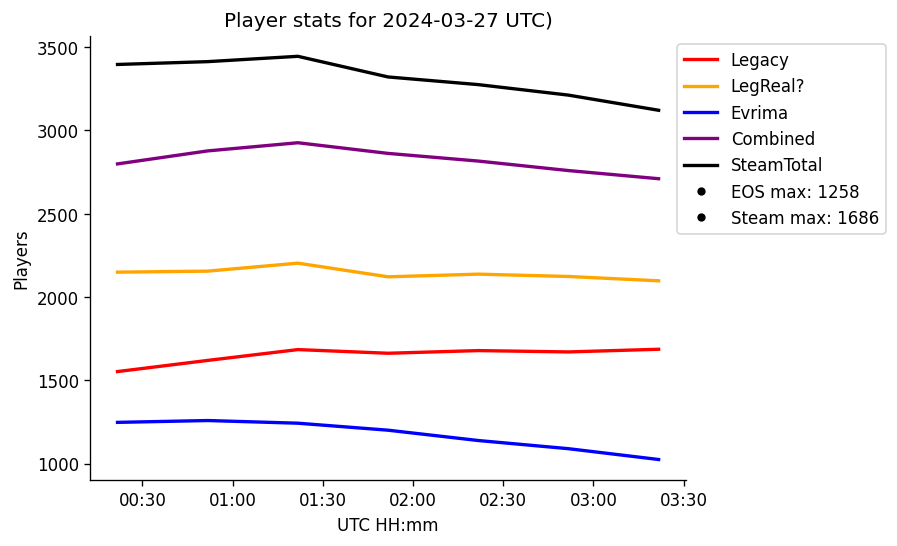 Player stats for 2024-03-27 UTC)
3500
3000
2500
2000
1500
1000
Players
00:30
01:00
01:30
02:00
02:30
03:00
03:30
UTC HH:mm
Legacy
LegReal?
Evrima
Combined
SteamTotal
EOS max: 1258
Steam max: 1686